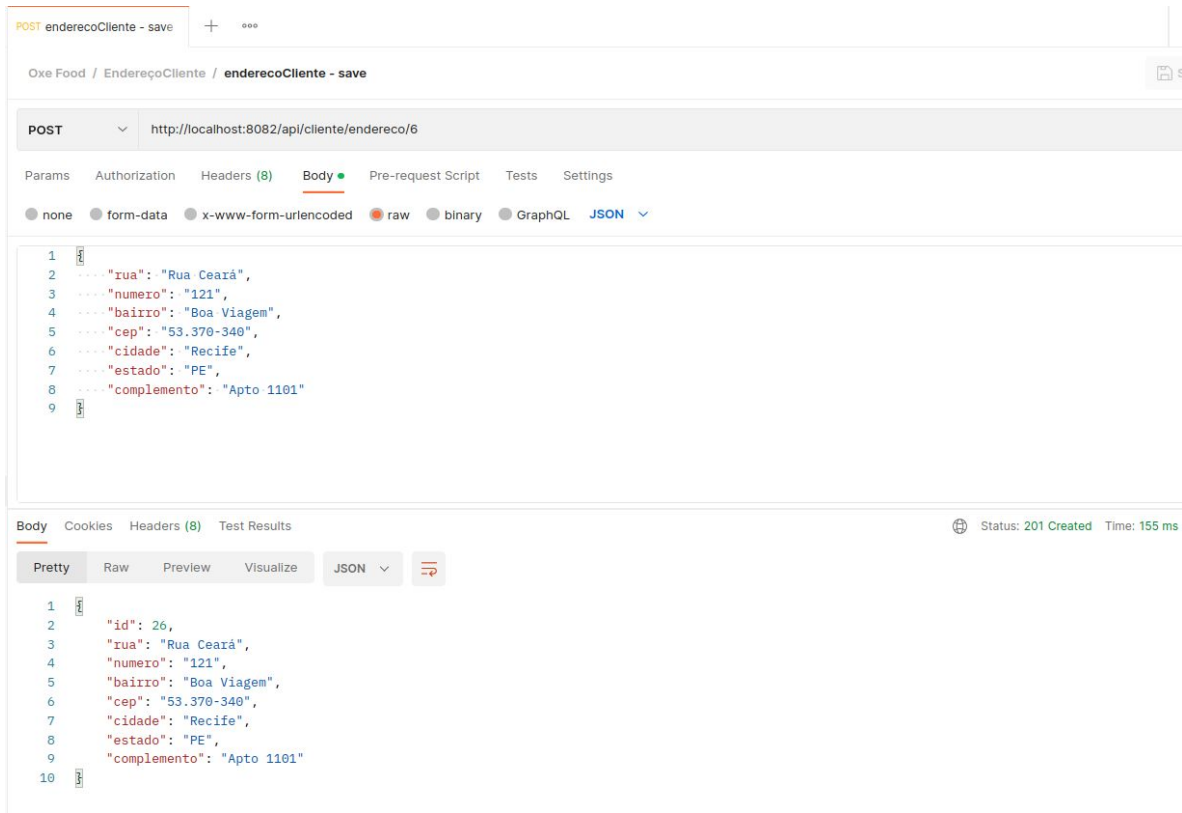 POST enderecoCliente - save + ooo
Oxe Food / EndereçoCliente / enderecoCliente - save
POST http://localhost:8082/api/cliente/endereco/6
Params Authorization Headers (8) Body Pre-request Script Tests Settings
none form-data x-www-form-urlencoded raw binary GraphQL JSON
1 {
2 "rua": "Rua Ceará",
3 "numero": "121",
4 "bairro": "Boa Viagem",
5 "cep": "53.370-340",
6 "cidade": "Recife",
7 "estado": "PE",
8 "complemento": "Apto 1101"
9 }
Body Cookies Headers (8) Test Results Status: 201 Created Time: 155 ms
Pretty Raw Preview Visualize JSON
1 {
2 "id": 26,
3 "rua": "Rua Ceará",
4 "numero": "121",
5 "bairro": "Boa Viagem",
6 "cep": "53.370-340",
7 "cidade": "Recife",
8 "estado": "PE",
9 "complemento": "Apto 1101"
10 }